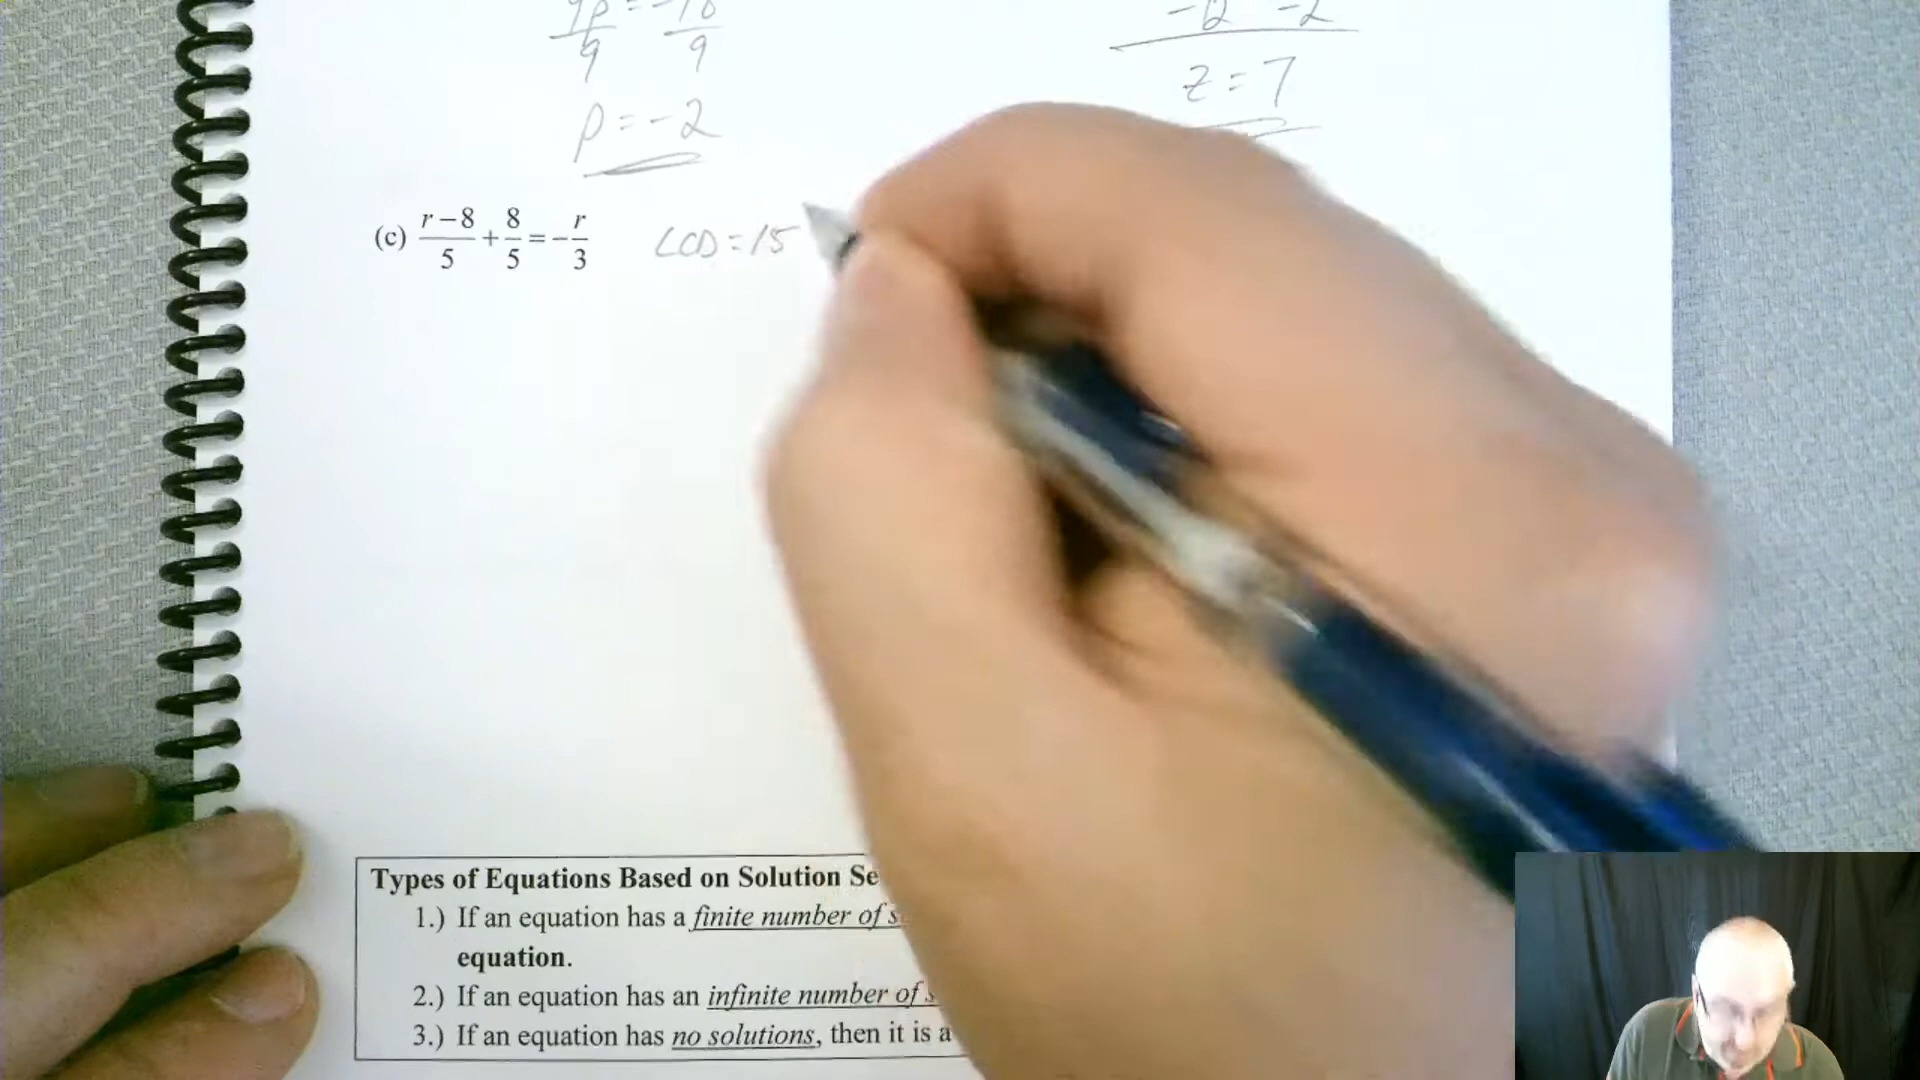 9p = -18
9 9
p = -2
-12 -2
z = 7
(c) r-8/5 + 8/5 = -r/3 LCD = 15
Types of Equations Based on Solution Se
1.) If an equation has a finite number of s
equation.
2.) If an equation has an infinite number of s
3.) If an equation has no solutions, then it is a